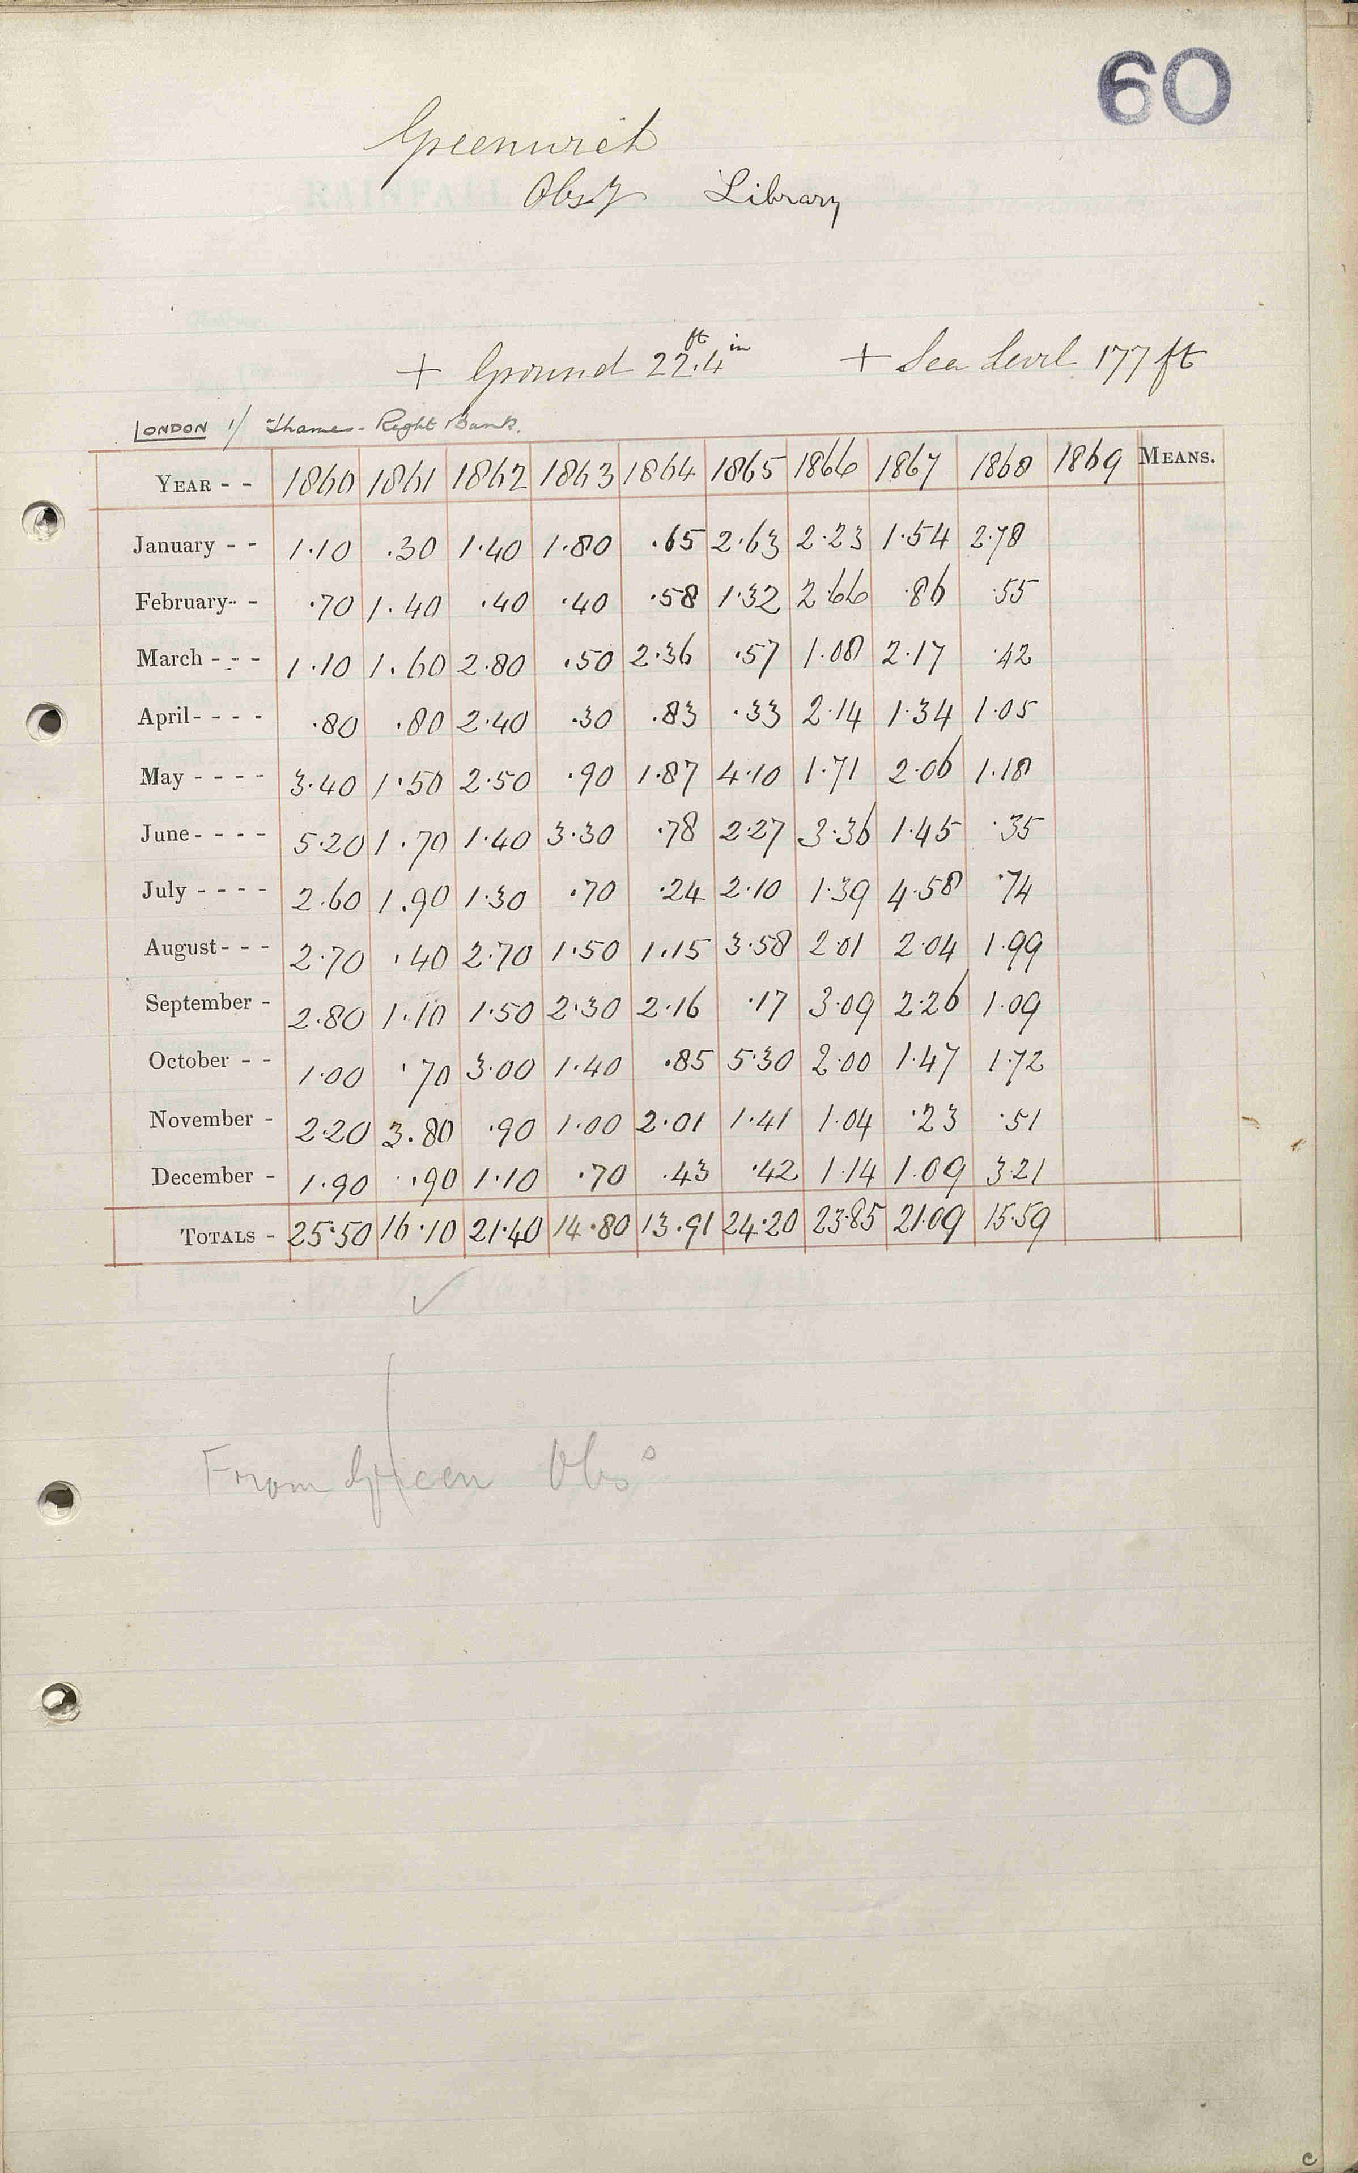 60
Greenwich
Obsy Library
+ Ground 22ft.4in + Sea Level 177 ft
LONDON 1/ Thames - Right Bank.
YEAR - - 1860 1861 1862 1863 1864 1865 1866 1867 1868 1869 MEANS.
January - - 1.10 .30 1.40 1.80 .65 2.63 2.23 1.54 2.78
February - - .70 1.40 .40 .40 .58 1.32 2.66 .86 .55
March - - - 1.10 1.60 2.80 .50 2.36 .57 1.08 2.17 .42
April - - - - .80 .80 2.40 .30 .83 .33 2.14 1.34 1.05
May - - - - 3.40 1.50 2.50 .90 1.87 4.10 1.71 2.06 1.18
June - - - - 5.20 1.70 1.40 3.30 .78 2.27 3.36 1.45 .35
July - - - - 2.60 1.90 1.30 .70 .24 2.10 1.39 4.58 .74
August - - - 2.70 .40 2.70 1.50 1.15 3.58 2.01 2.04 1.99
September - 2.80 1.10 1.50 2.30 2.16 .17 3.09 2.26 1.09
October - - 1.00 .70 3.00 1.40 .85 5.30 2.00 1.47 1.72
November - 2.20 3.80 .90 1.00 2.01 1.41 1.04 .23 .51
December - 1.90 .90 1.10 .70 .43 .42 1.14 1.09 3.21
TOTALS - 25.50 16.10 21.40 14.80 13.91 24.20 23.85 21.09 15.59
From Green Obs
c